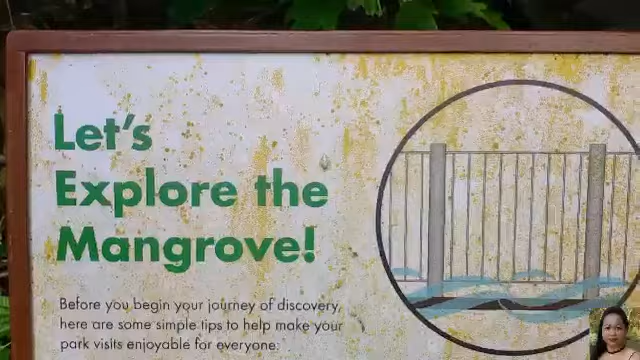 Let's
Explore the
Mangrove!
Before you begin your journey of discovery,
here are some simple tips to help make your
park visits enjoyable for everyone: